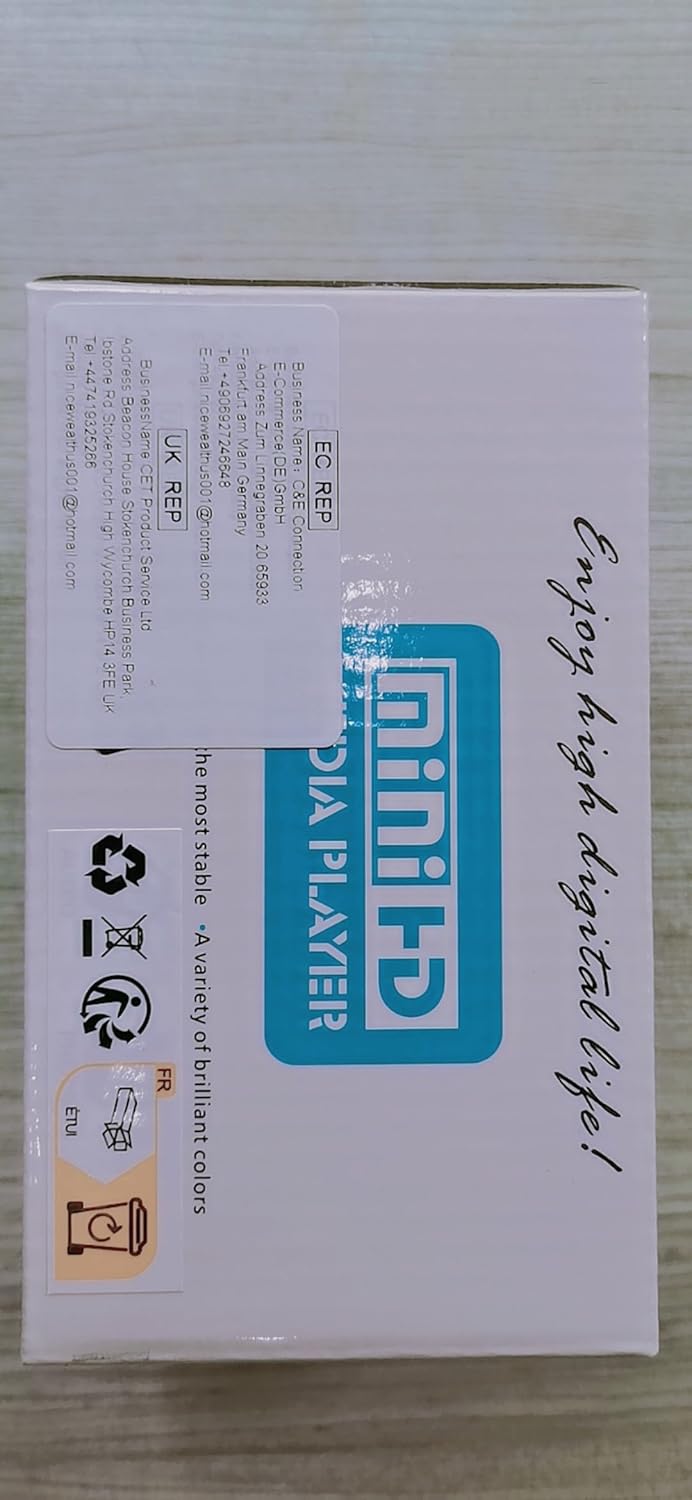 Enjoy high digital life!
mini HD
DIA PLAYER
EC REP
Business Name: C&E Connection
E-Commerce(DE)GmbH
Address Zum Linnegraben 20 65933
Frankfurt am Main Germany
Tel +4906927246648
E-mail nicewealthus001@hotmail com
UK REP
BusinessName CET Product Service Ltd
Address Beacon House Stokenchurch Business Park,
Ibstone Rd Stokenchurch High Wycombe HP14 3FE UK
Tel +447419325266
E-mail nicewealthus001@hotmail com
he most stable •A variety of brilliant colors
FR
ÉTUI